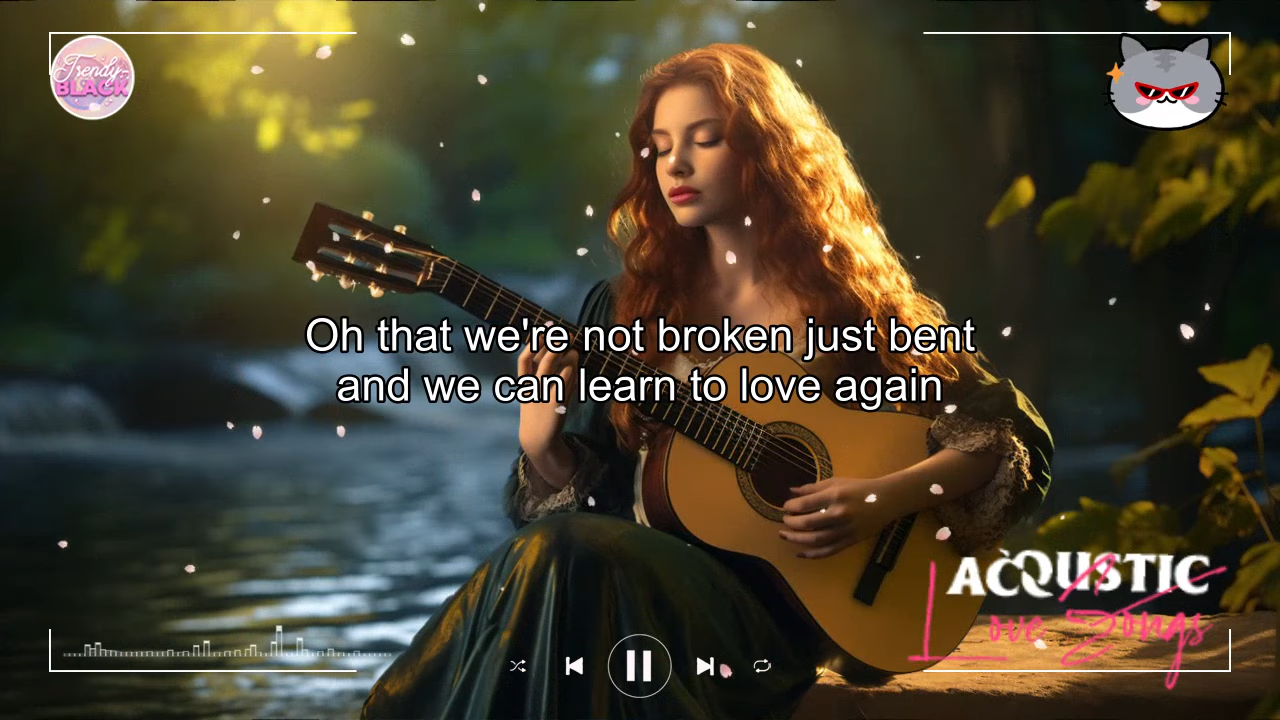 Trendy
BLACK
Oh that we're not broken just bent
and we can learn to love again
ACOUSTIC
Love Songs